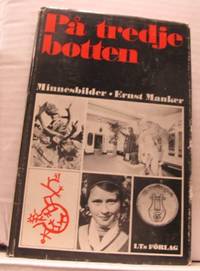 På tredje
botten
Minnesbilder • Ernst Manker
LTs FÖRLAG